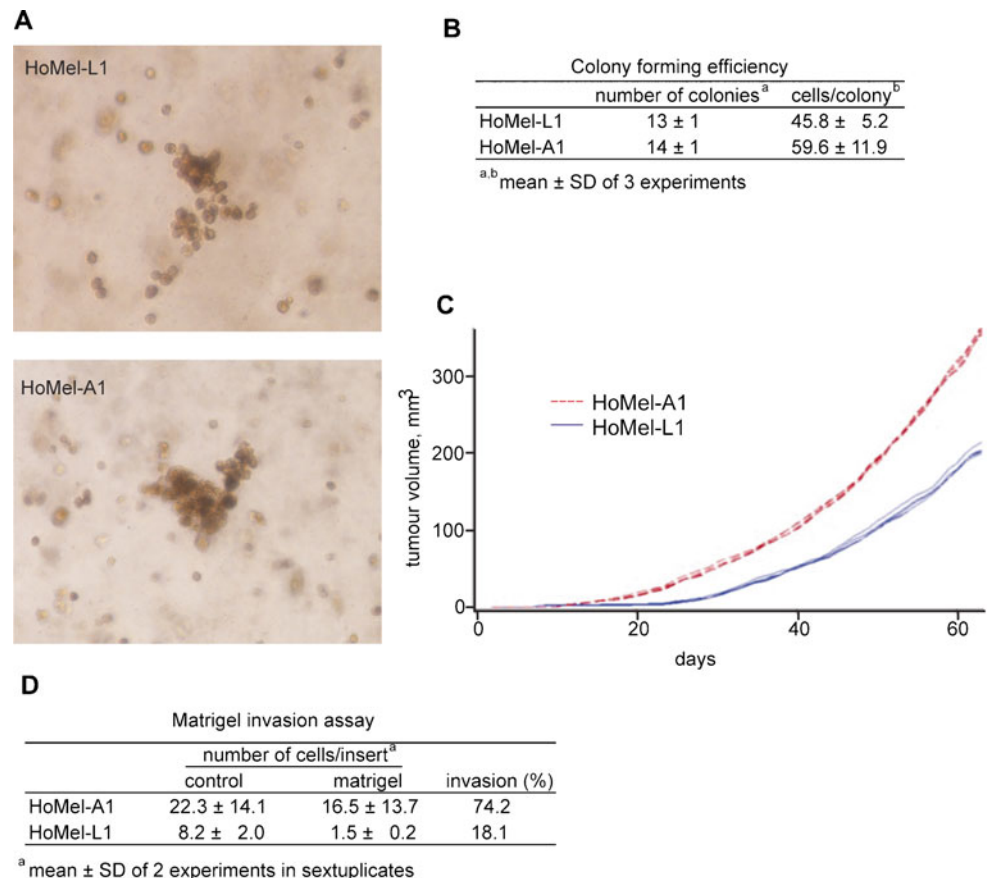 A
HoMel-L1
HoMel-A1
B
Colony forming efficiency
number of colonies^a cells/colony^b
HoMel-L1 13 ± 1 45.8 ± 5.2
HoMel-A1 14 ± 1 59.6 ± 11.9
a,b mean ± SD of 3 experiments
C
tumour volume, mm3
300
200
100
0
HoMel-A1
HoMel-L1
0 20 40 60
days
D
Matrigel invasion assay
number of cells/insert^a
control matrigel invasion (%)
HoMel-A1 22.3 ± 14.1 16.5 ± 13.7 74.2
HoMel-L1 8.2 ± 2.0 1.5 ± 0.2 18.1
a mean ± SD of 2 experiments in sextuplicates